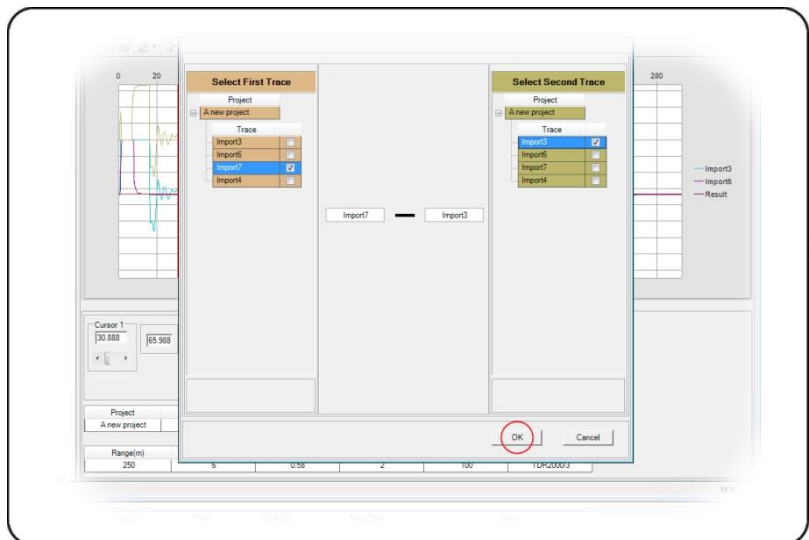 0 20 280
Select First Trace
Project
A new project
Trace
Import3
Import6
Import7
Import4
Import7 — Import3
Select Second Trace
Project
A new project
Trace
Import3
Import6
Import7
Import4
Import3
Import6
Result
Cursor 1
30.888 65.988
Project
A new project
OK Cancel
Range(m)
250 6 0.58 2 100 TDR2000/3